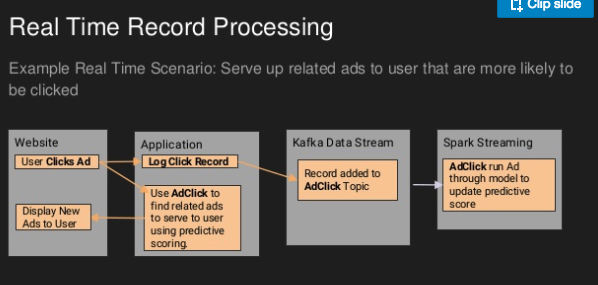 Clip slide
Real Time Record Processing
Example Real Time Scenario: Serve up related ads to user that are more likely to
be clicked
Website
User Clicks Ad
Display New
Ads to User
Application
Log Click Record
Use AdClick to
find related ads
to serve to user
using predictive
scoring.
Kafka Data Stream
Record added to
AdClick Topic
Spark Streaming
AdClick run Ad
through model to
update predictive
score